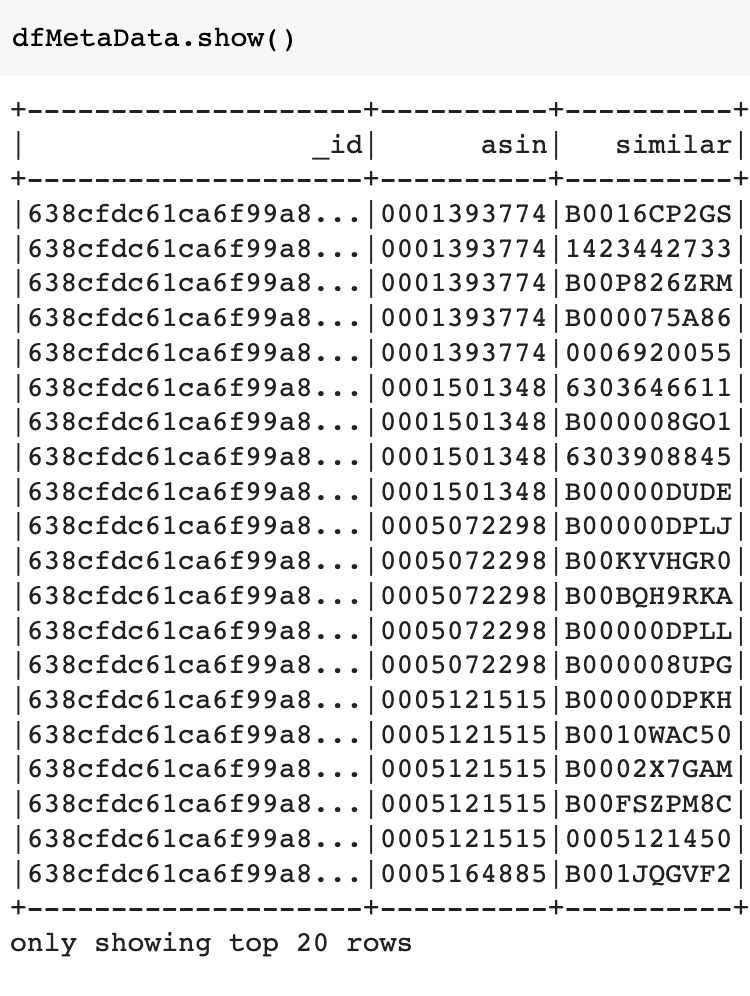 dfMetaData.show()
+--------------------+----------+----------+
|                 _id|      asin|   similar|
+--------------------+----------+----------+
|638cfdc61ca6f99a8...|0001393774|B0016CP2GS|
|638cfdc61ca6f99a8...|0001393774|1423442733|
|638cfdc61ca6f99a8...|0001393774|B00P826ZRM|
|638cfdc61ca6f99a8...|0001393774|B000075A86|
|638cfdc61ca6f99a8...|0001393774|0006920055|
|638cfdc61ca6f99a8...|0001501348|6303646611|
|638cfdc61ca6f99a8...|0001501348|B000008GO1|
|638cfdc61ca6f99a8...|0001501348|6303908845|
|638cfdc61ca6f99a8...|0001501348|B00000DUDE|
|638cfdc61ca6f99a8...|0005072298|B00000DPLJ|
|638cfdc61ca6f99a8...|0005072298|B00KYVHGR0|
|638cfdc61ca6f99a8...|0005072298|B00BQH9RKA|
|638cfdc61ca6f99a8...|0005072298|B00000DPLL|
|638cfdc61ca6f99a8...|0005072298|B000008UPG|
|638cfdc61ca6f99a8...|0005121515|B00000DPKH|
|638cfdc61ca6f99a8...|0005121515|B0010WAC50|
|638cfdc61ca6f99a8...|0005121515|B0002X7GAM|
|638cfdc61ca6f99a8...|0005121515|B00FSZPM8C|
|638cfdc61ca6f99a8...|0005121515|0005121450|
|638cfdc61ca6f99a8...|0005164885|B001JQGVF2|
+--------------------+----------+----------+
only showing top 20 rows